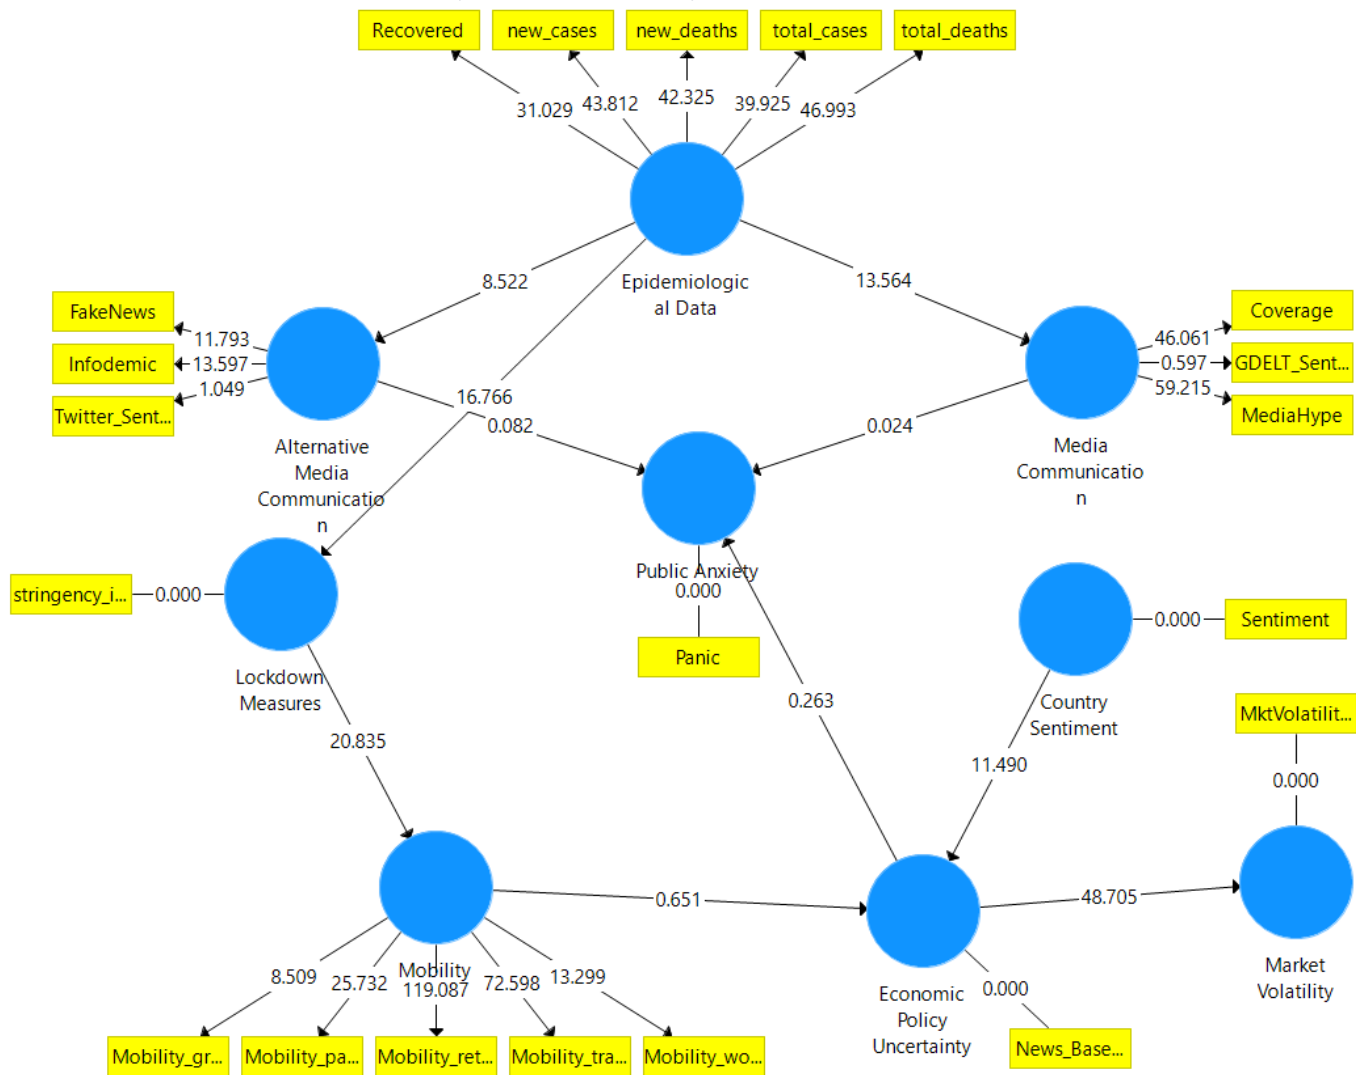 Recovered
new_cases
new_deaths
total_cases
total_deaths
31.029
43.812
42.325
39.925
46.993
Epidemiologic
al Data
8.522
13.564
16.766
FakeNews
Infodemic
Twitter_Sent...
11.793
13.597
1.049
Alternative
Media
Communicatio
n
0.082
0.024
Coverage
GDELT_Sent...
MediaHype
46.061
0.597
59.215
Media
Communicatio
n
Public Anxiety
0.000
Panic
stringency_i...
0.000
Lockdown
Measures
20.835
0.263
Sentiment
0.000
Country
Sentiment
11.490
MktVolatilit...
0.000
Market
Volatility
48.705
0.651
Mobility
8.509
25.732
119.087
72.598
13.299
Mobility_gr...
Mobility_pa...
Mobility_ret...
Mobility_tra...
Mobility_wo...
Economic
Policy
Uncertainty
0.000
News_Base...